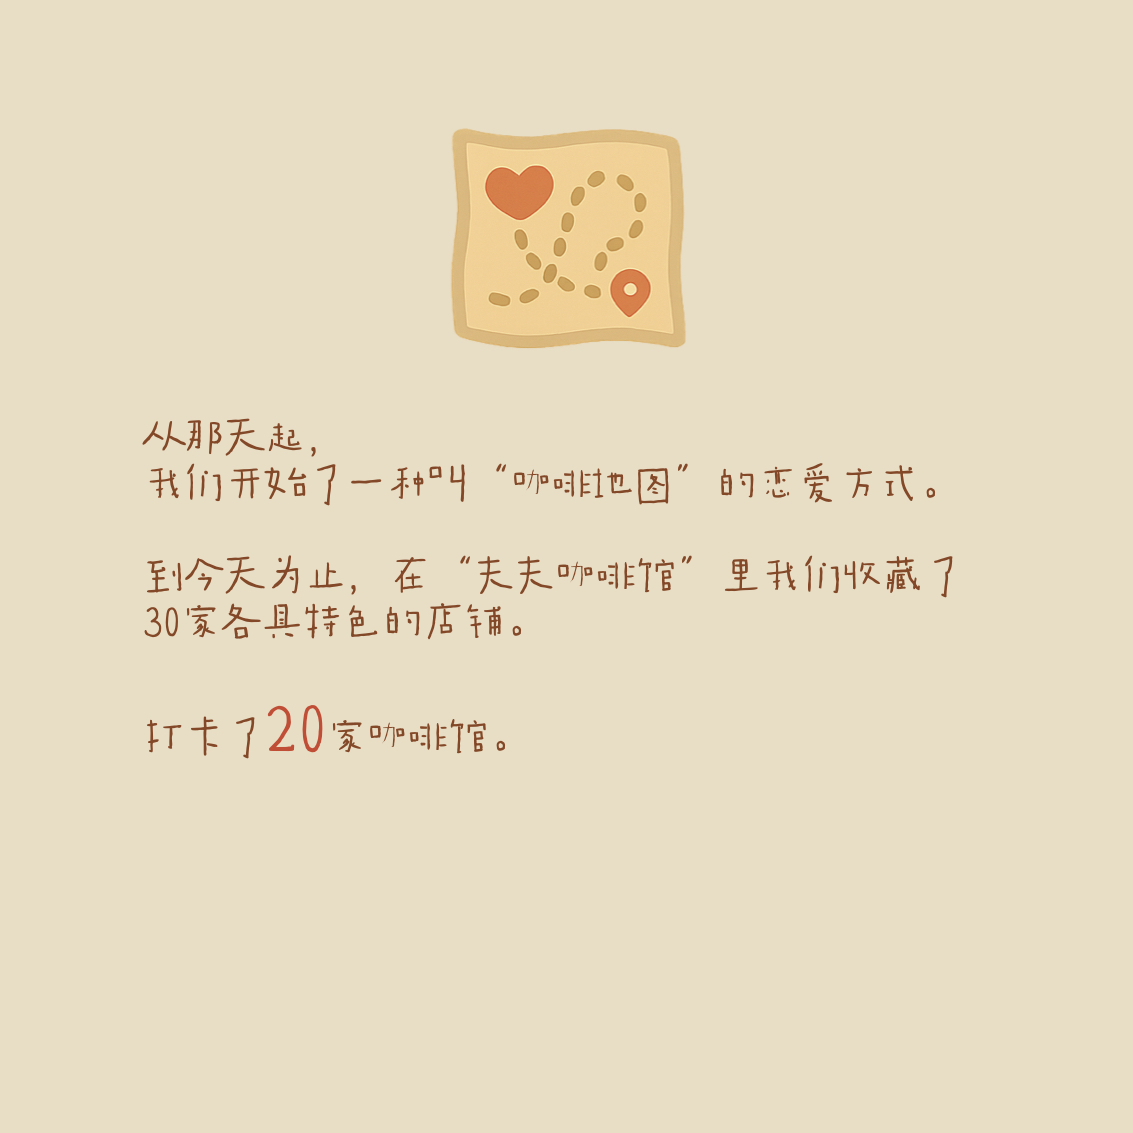 从那天起，
我们开始了一种叫“咖啡地图”的恋爱方式。
到今天为止，在“夫夫咖啡馆”里我们收藏了
30家各具特色的店铺。
打卡了20家咖啡馆。